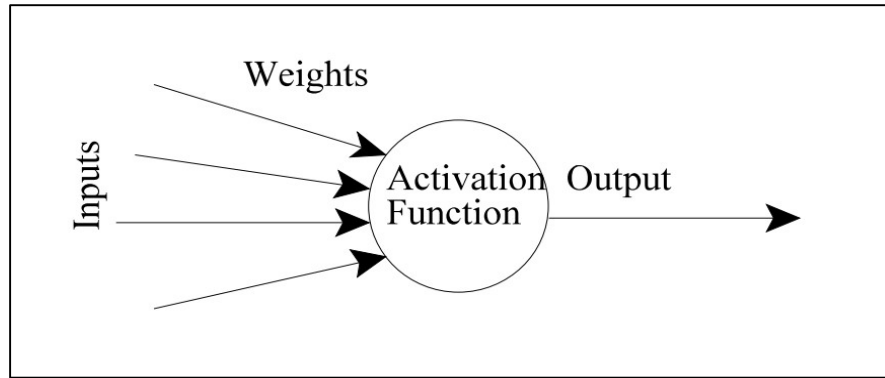 Weights
Inputs
Activation
Function
Output